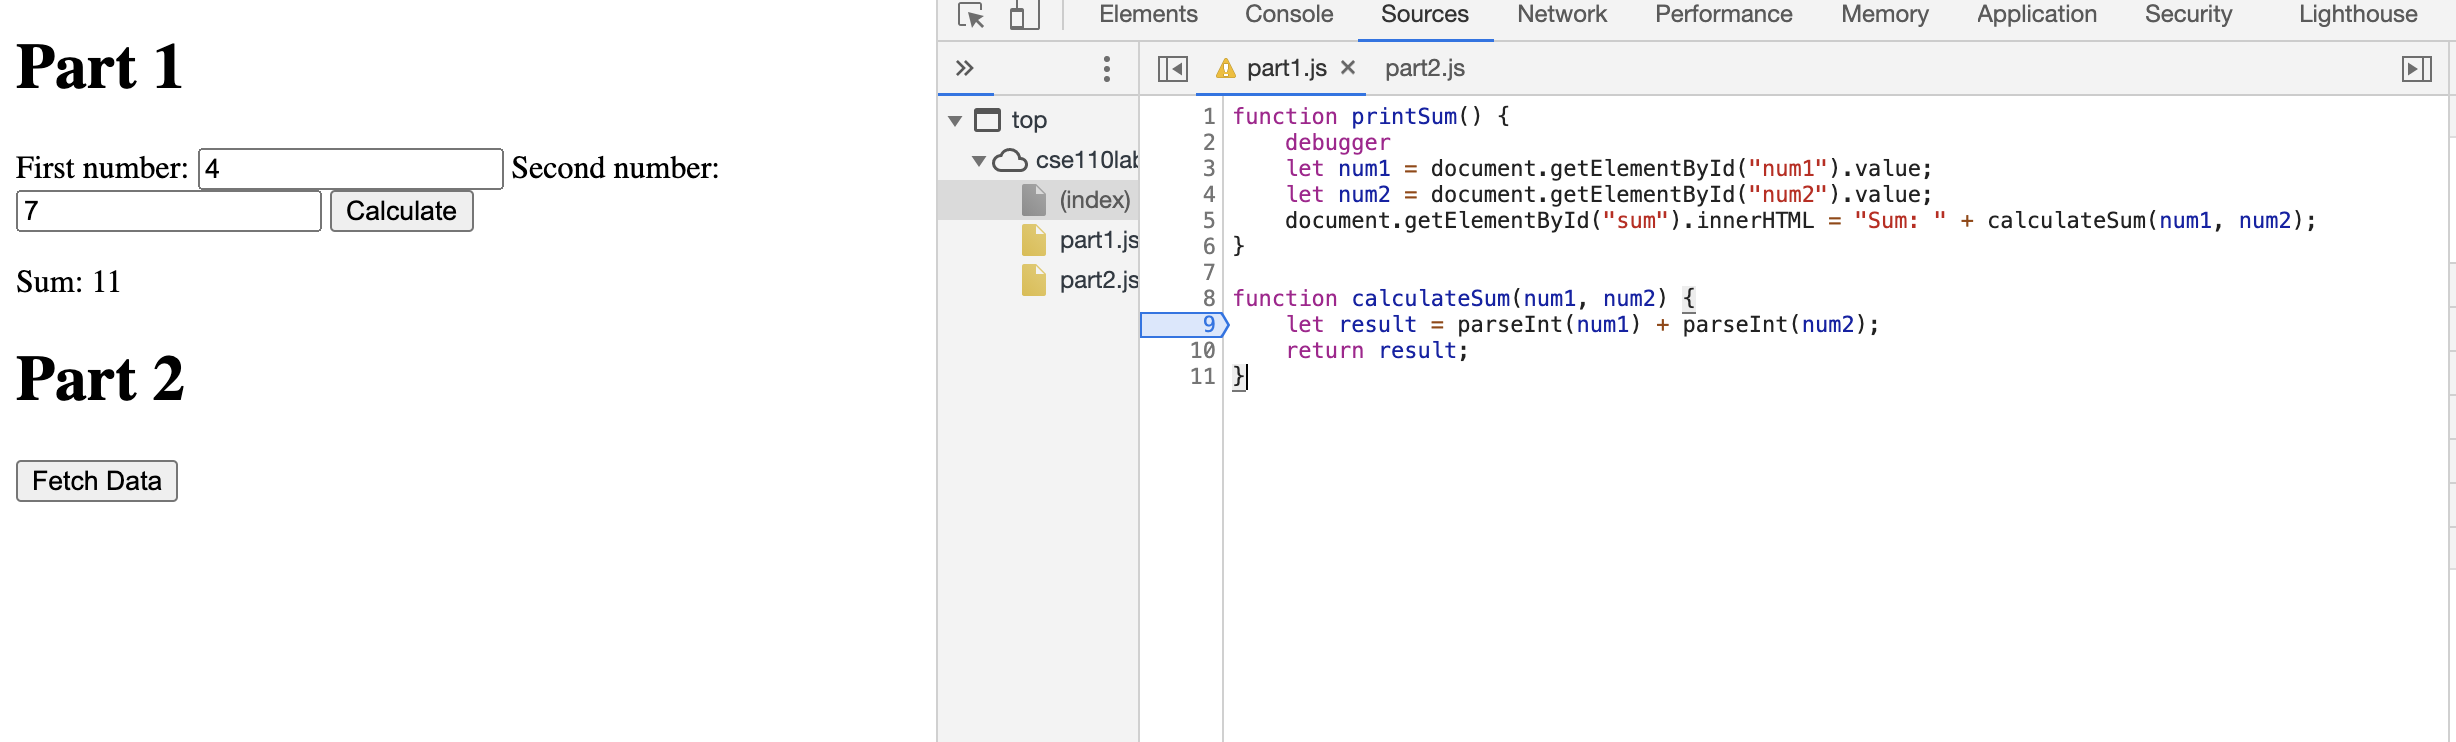 Part 1
First number: 4 Second number:
7 Calculate
Sum: 11
Part 2
Fetch Data
Elements Console Sources Network Performance Memory Application Security Lighthouse
part1.js × part2.js
top
cse110lab
(index)
part1.js
part2.js
1 function printSum() {
2     debugger
3     let num1 = document.getElementById("num1").value;
4     let num2 = document.getElementById("num2").value;
5     document.getElementById("sum").innerHTML = "Sum: " + calculateSum(num1, num2);
6 }
7
8 function calculateSum(num1, num2) {
9     let result = parseInt(num1) + parseInt(num2);
10     return result;
11 }